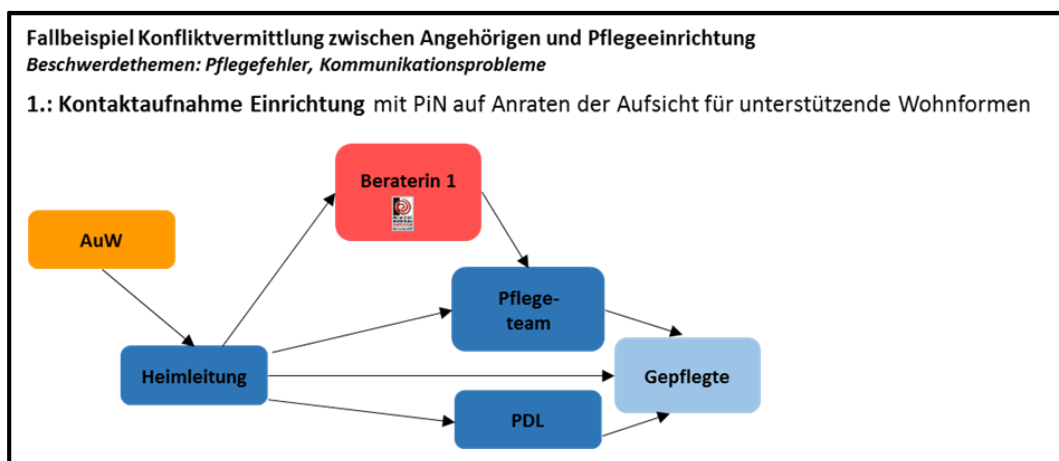 Fallbeispiel Konfliktvermittlung zwischen Angehörigen und Pflegeeinrichtung
Beschwerdethemen: Pflegefehler, Kommunikationsprobleme
1.: Kontaktaufnahme Einrichtung mit PiN auf Anraten der Aufsicht für unterstützende Wohnformen
Beraterin 1
AuW
Pflege-
team
Heimleitung
Gepflegte
PDL